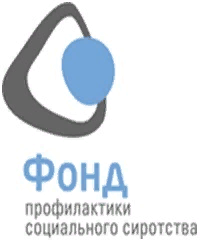 Фонд
профилактики
социального сиротства